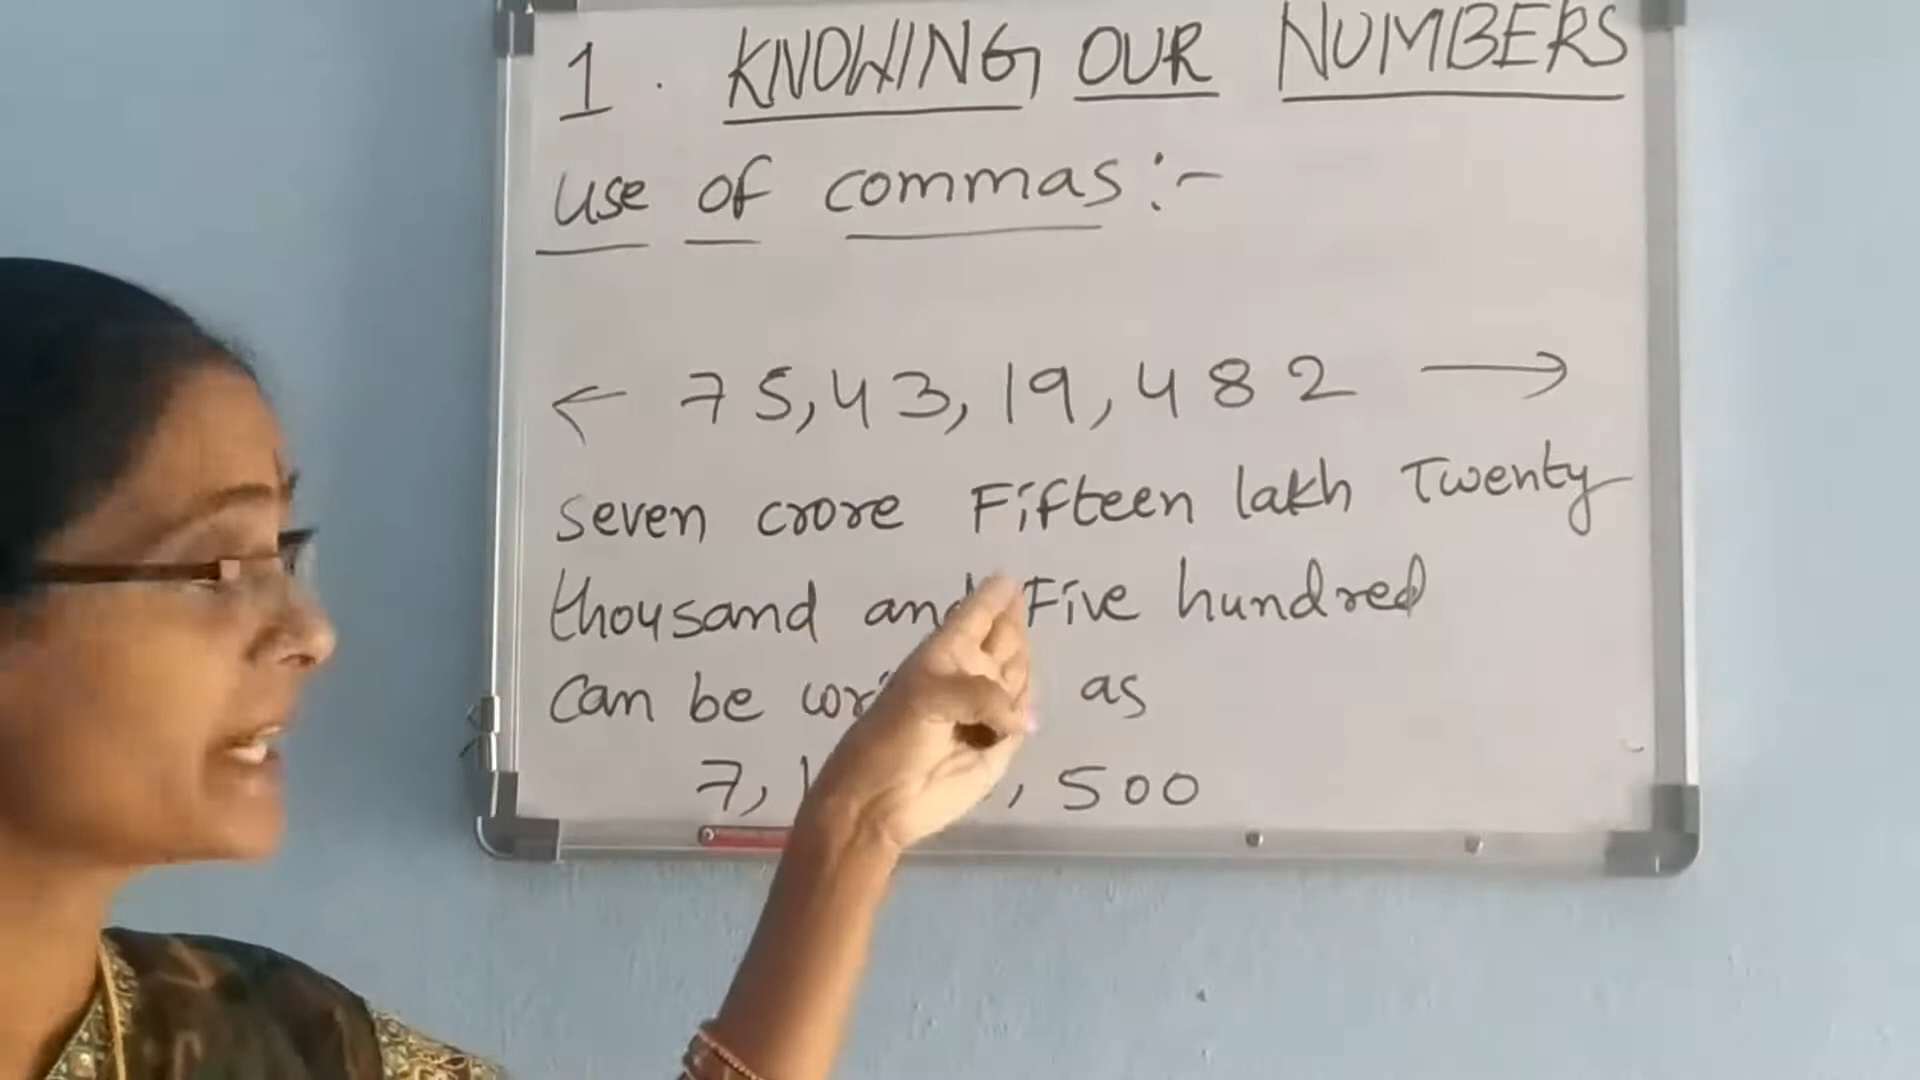 1. KNOWING OUR NUMBERS
Use of commas:-
← 75,43,19,482 →
Seven crore Fifteen lakh Twenty
thousand and Five hundred
Can be as
7, ,500